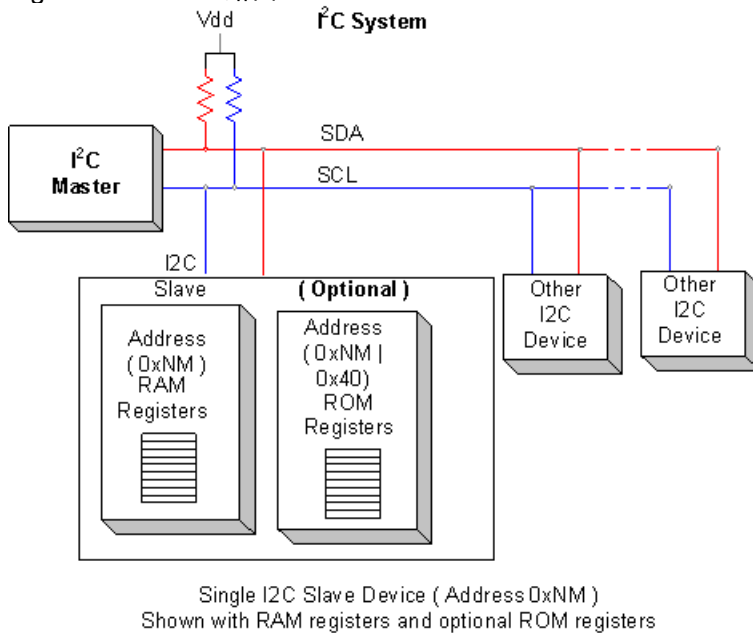 Vdd
I²C System
SDA
I²C
Master
SCL
I2C
Slave
( Optional )
Address
( 0xNM )
RAM
Registers
Address
( 0xNM |
0x40)
ROM
Registers
Other
I2C
Device
Other
I2C
Device
Single I2C Slave Device ( Address 0xNM )
Shown with RAM registers and optional ROM registers